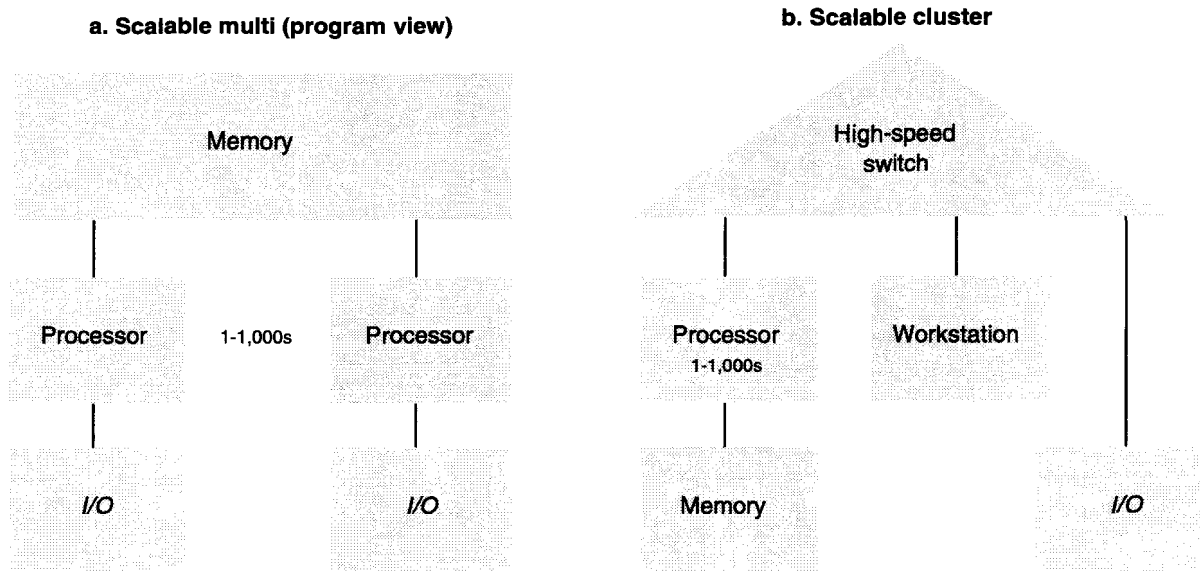 a. Scalable multi (program view)
Memory
Processor
1-1,000s
Processor
I/O
I/O
b. Scalable cluster
High-speed
switch
Processor
1-1,000s
Workstation
Memory
I/O